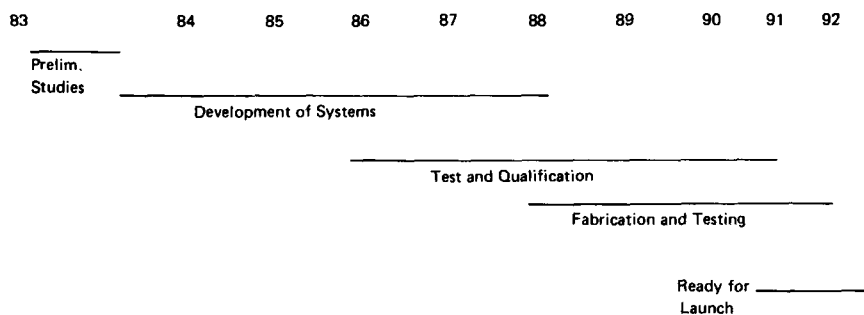 83 84 85 86 87 88 89 90 91 92
Prelim.
Studies
Development of Systems
Test and Qualification
Fabrication and Testing
Ready for
Launch